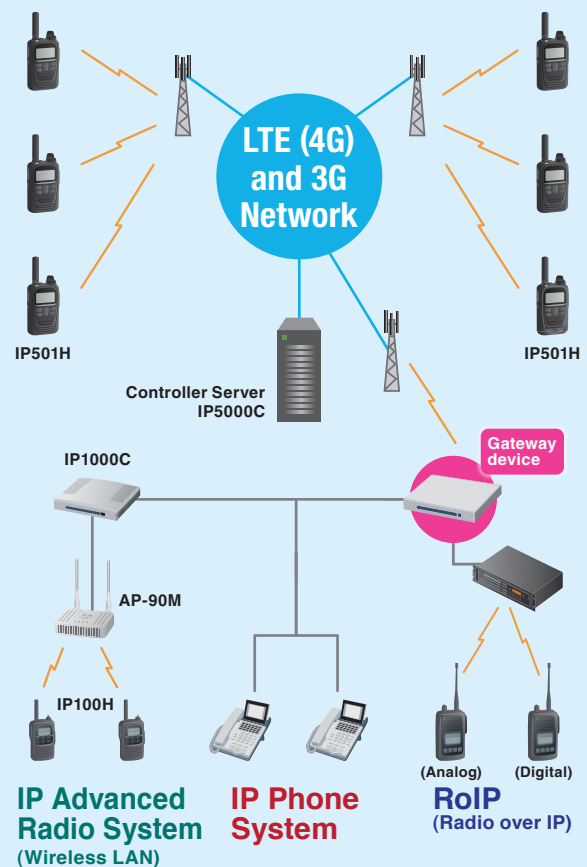 LTE (4G)
and 3G
Network
IP501H
IP501H
Controller Server
IP5000C
Gateway
device
IP1000C
AP-90M
IP100H
(Analog)
(Digital)
IP Advanced
Radio System
(Wireless LAN)
IP Phone
System
RoIP
(Radio over IP)